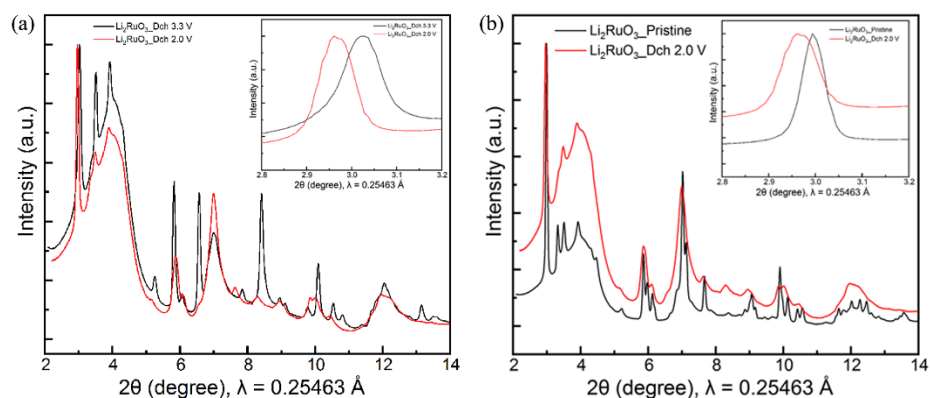 (a)
Li₂RuO₃_Dch 3.3 V
Li₂RuO₃_Dch 2.0 V
Intensity (a.u.)
2 4 6 8 10 12 14
2θ (degree), λ = 0.25463 Å
Li₂RuO₃_Dch 3.3 V
Li₂RuO₃_Dch 2.0 V
Intensity (a.u.)
2.8 2.9 3.0 3.1 3.2
2θ (degree), λ = 0.25463 Å
(b)
Li₂RuO₃_Pristine
Li₂RuO₃_Dch 2.0 V
Intensity (a.u.)
2 4 6 8 10 12 14
2θ (degree), λ = 0.25463 Å
Li₂RuO₃_Pristine
Li₂RuO₃_Dch 2.0 V
Intensity (a.u.)
2.8 2.9 3.0 3.1 3.2
2θ (degree), λ = 0.25463 Å